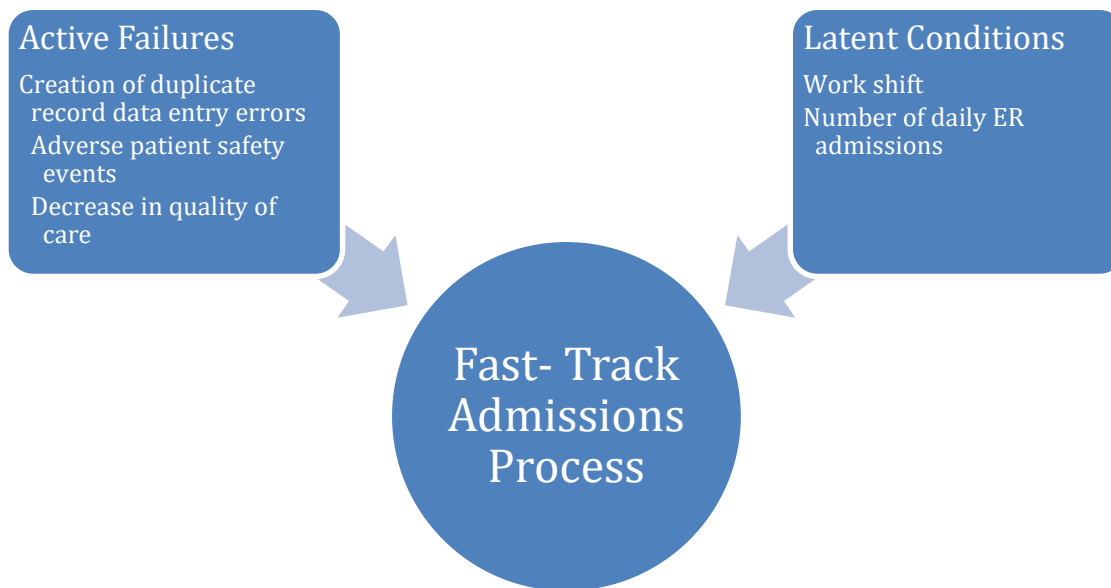 Active Failures
Creation of duplicate
record data entry errors
Adverse patient safety
events
Decrease in quality of
care
Latent Conditions
Work shift
Number of daily ER
admissions
Fast- Track
Admissions
Process